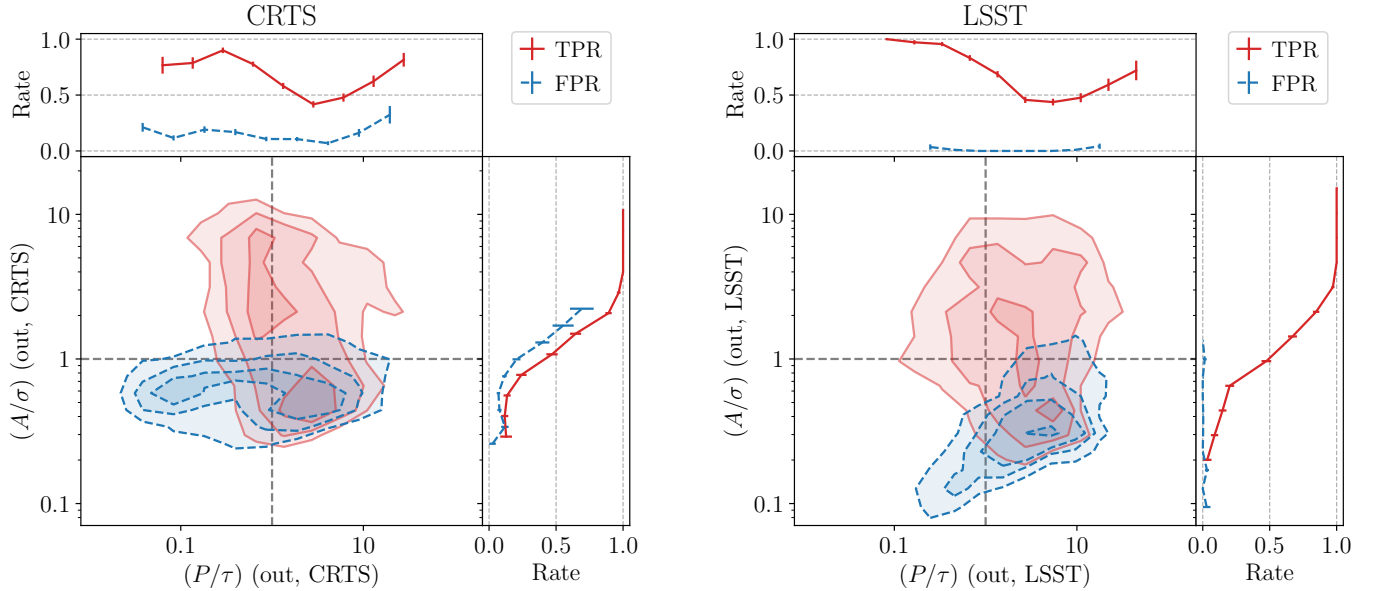 CRTS
LSST
1.0
0.5
0.0
Rate
TPR
FPR
1.0
0.5
0.0
Rate
TPR
FPR
10
1
0.1
(A/σ) (out, CRTS)
0.1
10
(P/τ) (out, CRTS)
0.0
0.5
1.0
Rate
10
1
0.1
(A/σ) (out, LSST)
0.1
10
(P/τ) (out, LSST)
0.0
0.5
1.0
Rate